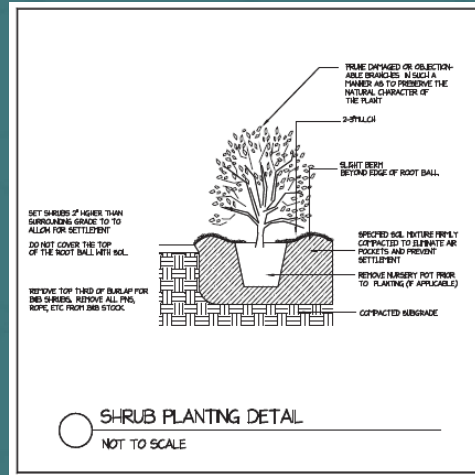 PRUNE DAMAGED OR OBJECTION-
ABLE BRANCHES IN SUCH A
MANNER AS TO PRESERVE THE
NATURAL CHARACTER OF
THE PLANT
2-3" MULCH
SLIGHT BERM
BEYOND EDGE OF ROOT BALL.
SET SHRUBS 2" HIGHER THAN
SURROUNDING GRADE TO TO
ALLOW FOR SETTLEMENT
DO NOT COVER THE TOP
OF THE ROOT BALL WITH SOIL.
REMOVE TOP THIRD OF BURLAP FOR
B&B SHRUBS. REMOVE ALL PINS,
ROPE, ETC FROM B&B STOCK.
SPECIFIED SOIL MIXTURE FIRMLY
COMPACTED TO ELIMINATE AIR
POCKETS AND PREVENT
SETTLEMENT
REMOVE NURSERY POT PRIOR
TO PLANTING (IF APPLICABLE)
COMPACTED SUBGRADE
SHRUB PLANTING DETAIL
NOT TO SCALE